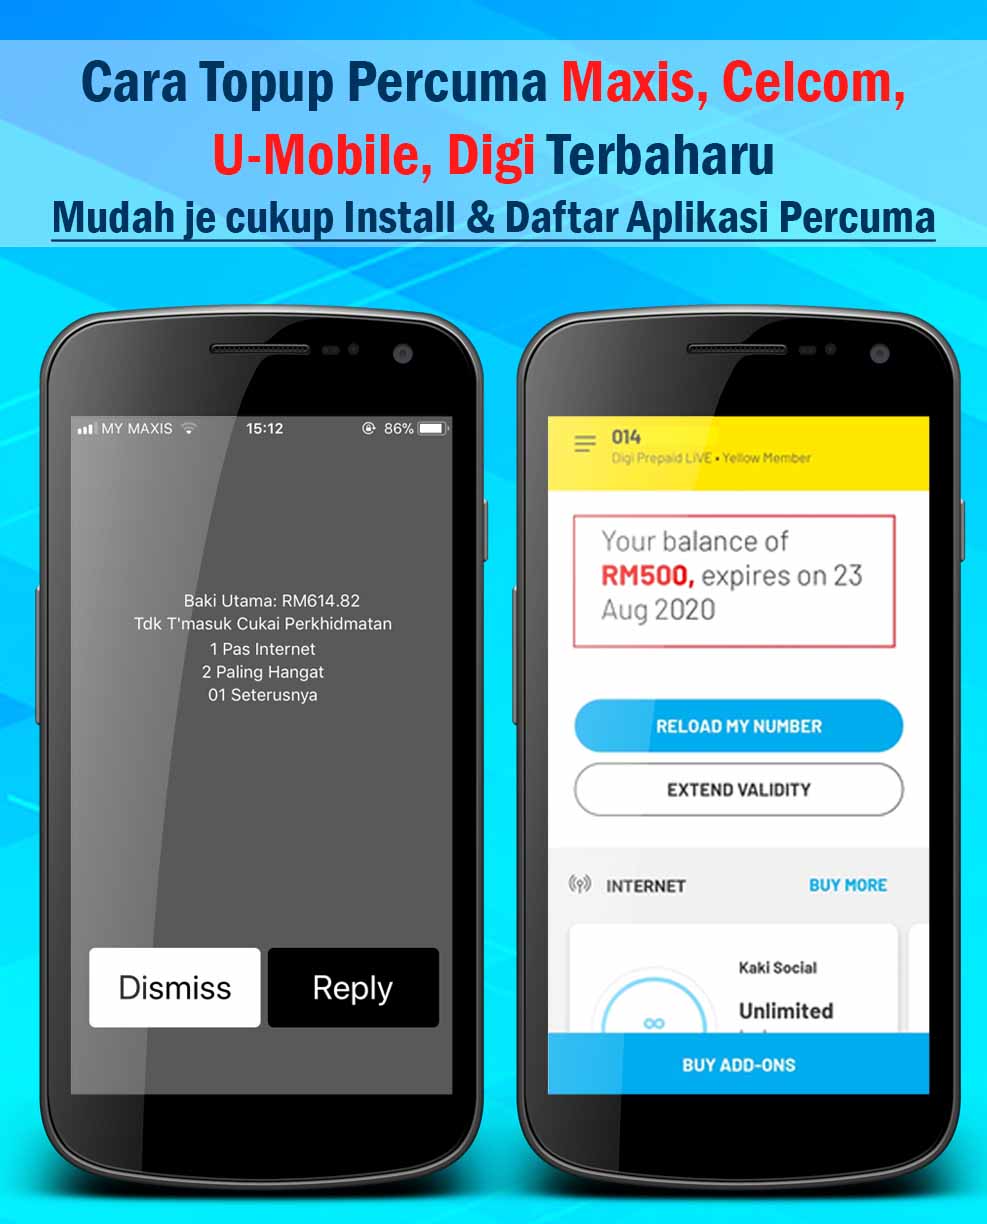 Cara Topup Percuma Maxis, Celcom,
U-Mobile, Digi Terbaharu
Mudah je cukup Install & Daftar Aplikasi Percuma
MY MAXIS 15:12 86%
Baki Utama: RM614.82
Tdk T'masuk Cukai Perkhidmatan
1 Pas Internet
2 Paling Hangat
01 Seterusnya
Dismiss Reply
014
Digi Prepaid LiVE • Yellow Member
Your balance of
RM500, expires on 23
Aug 2020
RELOAD MY NUMBER
EXTEND VALIDITY
INTERNET BUY MORE
Kaki Social
∞ Unlimited
BUY ADD-ONS